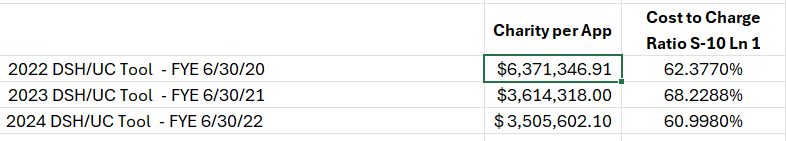 Charity per App
Cost to Charge
Ratio S-10 Ln 1
2022 DSH/UC Tool - FYE 6/30/20 $6,371,346.91 62.3770%
2023 DSH/UC Tool - FYE 6/30/21 $3,614,318.00 68.2288%
2024 DSH/UC Tool - FYE 6/30/22 $ 3,505,602.10 60.9980%